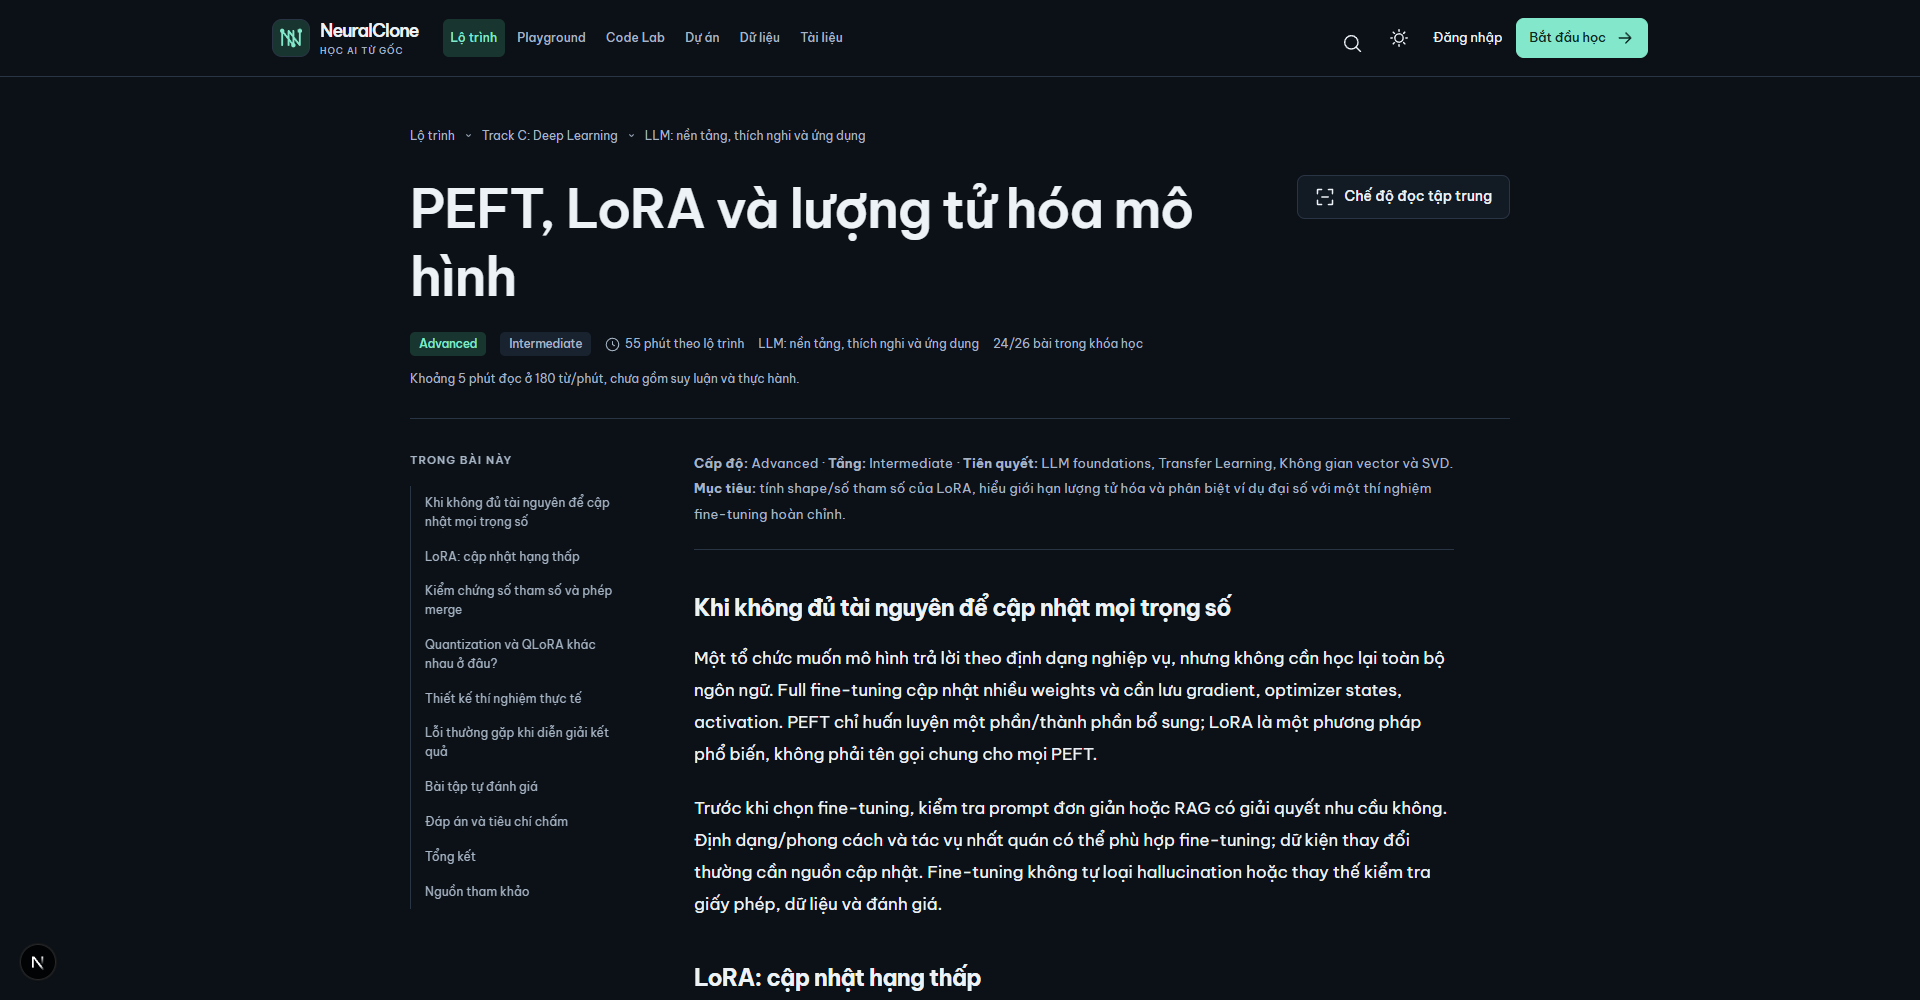 NeuralClone
HỌC AI TỪ GỐC
Lộ trình
Playground
Code Lab
Dự án
Dữ liệu
Tài liệu
Đăng nhập
Bắt đầu học
Lộ trình
Track C: Deep Learning
LLM: nền tảng, thích nghi và ứng dụng
PEFT, LoRA và lượng tử hóa mô
hình
Chế độ đọc tập trung
Advanced
Intermediate
55 phút theo lộ trình
LLM: nền tảng, thích nghi và ứng dụng
24/26 bài trong khóa học
Khoảng 5 phút đọc ở 180 từ/phút, chưa gồm suy luận và thực hành.
TRONG BÀI NÀY
Khi không đủ tài nguyên để cập
nhật mọi trọng số
LoRA: cập nhật hạng thấp
Kiểm chứng số tham số và phép
merge
Quantization và QLoRA khác
nhau ở đâu?
Thiết kế thí nghiệm thực tế
Lỗi thường gặp khi diễn giải kết
quả
Bài tập tự đánh giá
Đáp án và tiêu chí chấm
Tổng kết
Nguồn tham khảo
Cấp độ: Advanced · Tầng: Intermediate · Tiên quyết: LLM foundations, Transfer Learning, Không gian vector và SVD.
Mục tiêu: tính shape/số tham số của LoRA, hiểu giới hạn lượng tử hóa và phân biệt ví dụ đại số với một thí nghiệm
fine-tuning hoàn chỉnh.
Khi không đủ tài nguyên để cập nhật mọi trọng số
Một tổ chức muốn mô hình trả lời theo định dạng nghiệp vụ, nhưng không cần học lại toàn bộ
ngôn ngữ. Full fine-tuning cập nhật nhiều weights và cần lưu gradient, optimizer states,
activation. PEFT chỉ huấn luyện một phần/thành phần bổ sung; LoRA là một phương pháp
phổ biến, không phải tên gọi chung cho mọi PEFT.
Trước khi chọn fine-tuning, kiểm tra prompt đơn giản hoặc RAG có giải quyết nhu cầu không.
Định dạng/phong cách và tác vụ nhất quán có thể phù hợp fine-tuning; dữ kiện thay đổi
thường cần nguồn cập nhật. Fine-tuning không tự loại hallucination hoặc thay thế kiểm tra
giấy phép, dữ liệu và đánh giá.
LoRA: cập nhật hạng thấp